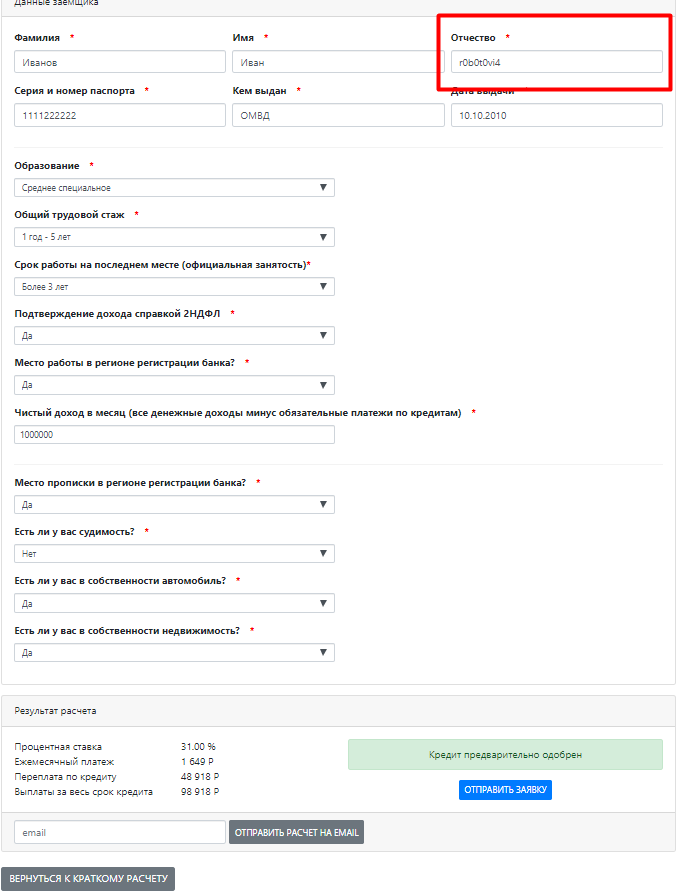 Данные заемщика
Фамилия * Имя * Отчество *
Иванов Иван r0b0t0vi4
Серия и номер паспорта * Кем выдан * Дата выдачи
1111222222 ОМВД 10.10.2010
Образование *
Среднее специальное
Общий трудовой стаж *
1 год - 5 лет
Срок работы на последнем месте (официальная занятость)*
Более 3 лет
Подтверждение дохода справкой 2НДФЛ *
Да
Место работы в регионе регистрации банка? *
Да
Чистый доход в месяц (все денежные доходы минус обязательные платежи по кредитам) *
1000000
Место прописки в регионе регистрации банка? *
Да
Есть ли у вас судимость? *
Нет
Есть ли у вас в собственности автомобиль? *
Да
Есть ли у вас в собственности недвижимость? *
Да
Результат расчета
Процентная ставка 31.00 %
Ежемесячный платеж 1 649 Р
Переплата по кредиту 48 918 Р
Выплаты за весь срок кредита 98 918 Р
Кредит предварительно одобрен
ОТПРАВИТЬ ЗАЯВКУ
email ОТПРАВИТЬ РАСЧЕТ НА EMAIL
ВЕРНУТЬСЯ К КРАТКОМУ РАСЧЕТУ